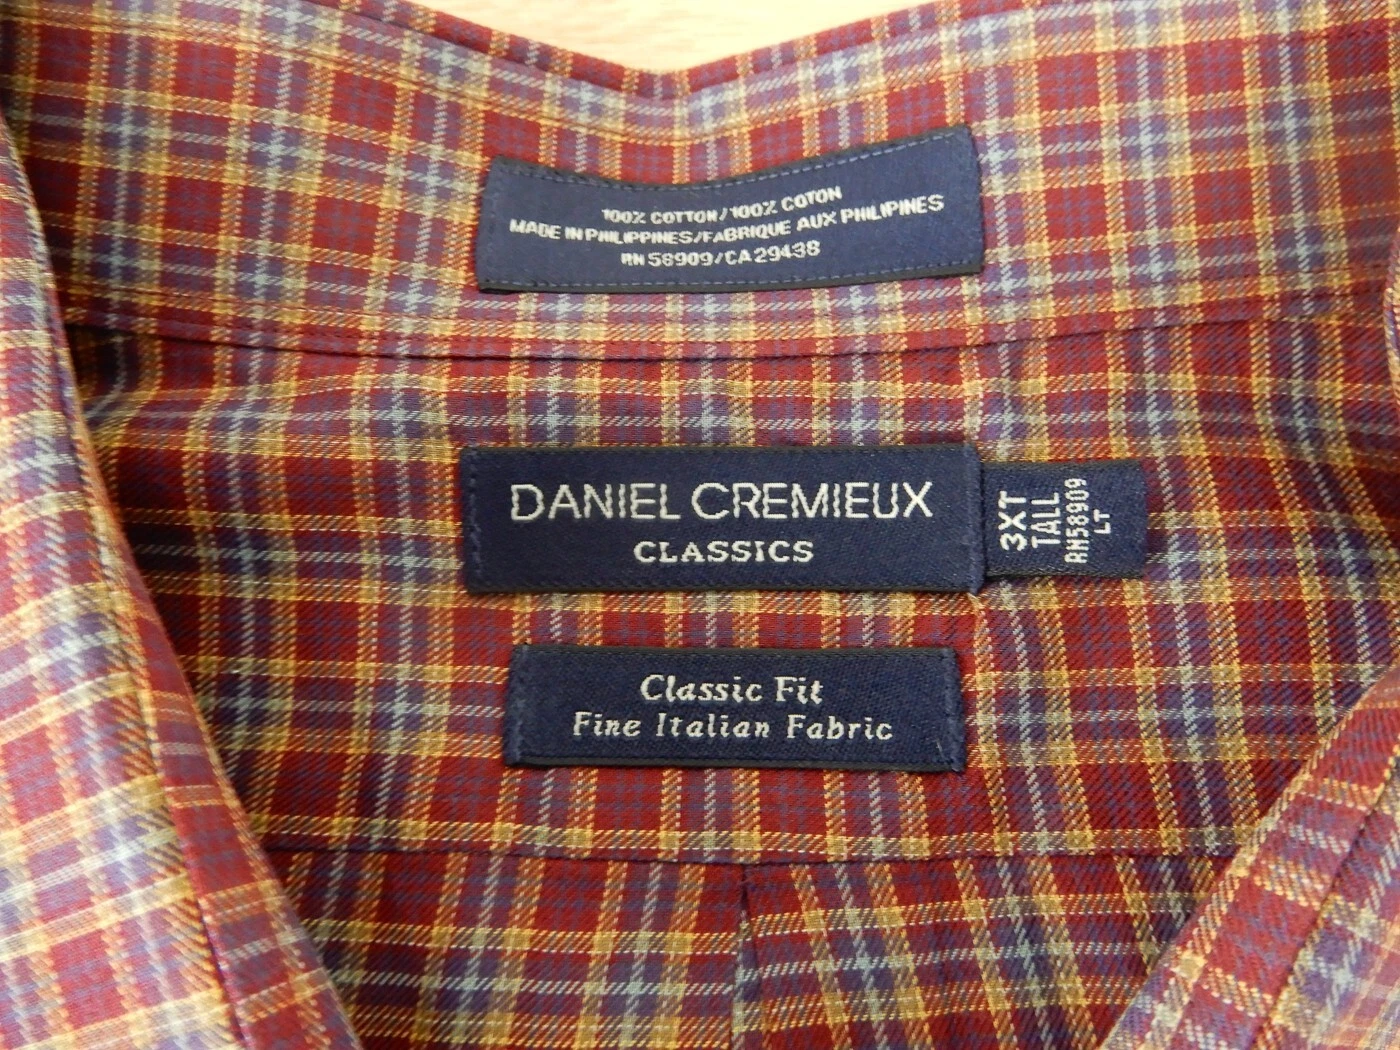 100% COTTON/100% COTON
MADE IN PHILIPPINES/FABRIQUE AUX PHILIPINES
RN 58909/CA 29438
DANIEL CREMIEUX
CLASSICS
3XT
TALL
RN58909
LT
Classic Fit
Fine Italian Fabric